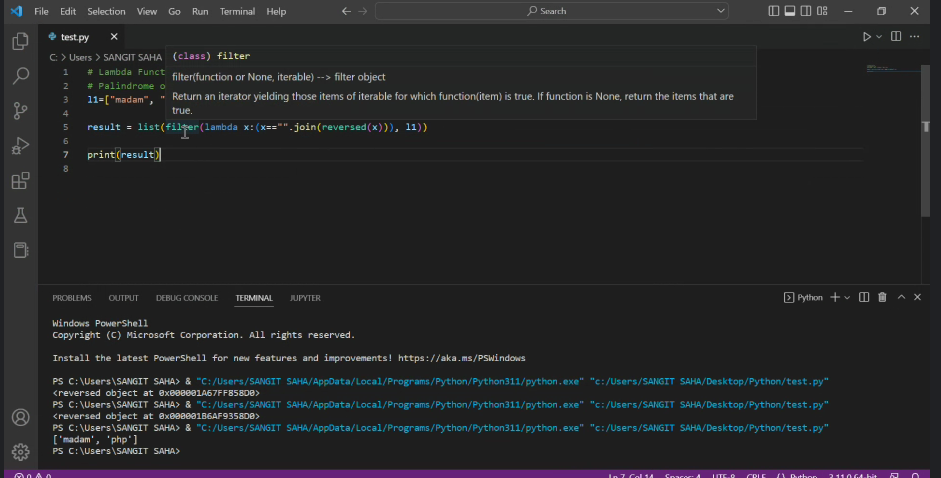 File Edit Selection View Go Run Terminal Help Search
test.py
C: > Users > SANGIT SAHA
(class) filter
filter(function or None, iterable) --> filter object
Return an iterator yielding those items of iterable for which function(item) is true. If function is None, return the items that are
true.
1 # Lambda Funct
2 # Palindrome o
3 l1=["madam", "
4
5 result = list(filter(lambda x:(x=="".join(reversed(x))), l1))
6
7 print(result)
8
PROBLEMS OUTPUT DEBUG CONSOLE TERMINAL JUPYTER Python
Windows PowerShell
Copyright (C) Microsoft Corporation. All rights reserved.
Install the latest PowerShell for new features and improvements! https://aka.ms/PSWindows
PS C:\Users\SANGIT SAHA> & "C:/Users/SANGIT SAHA/AppData/Local/Programs/Python/Python311/python.exe" "c:/Users/SANGIT SAHA/Desktop/Python/test.py"
<reversed object at 0x000001A67FF858D0>
PS C:\Users\SANGIT SAHA> & "C:/Users/SANGIT SAHA/AppData/Local/Programs/Python/Python311/python.exe" "c:/Users/SANGIT SAHA/Desktop/Python/test.py"
<reversed object at 0x000001B6AF9358D0>
PS C:\Users\SANGIT SAHA> & "C:/Users/SANGIT SAHA/AppData/Local/Programs/Python/Python311/python.exe" "c:/Users/SANGIT SAHA/Desktop/Python/test.py"
['madam', 'php']
PS C:\Users\SANGIT SAHA>
0 0 Ln 7, Col 14 Spaces: 4 UTF-8 CRLF Python 3.11.0 64-bit